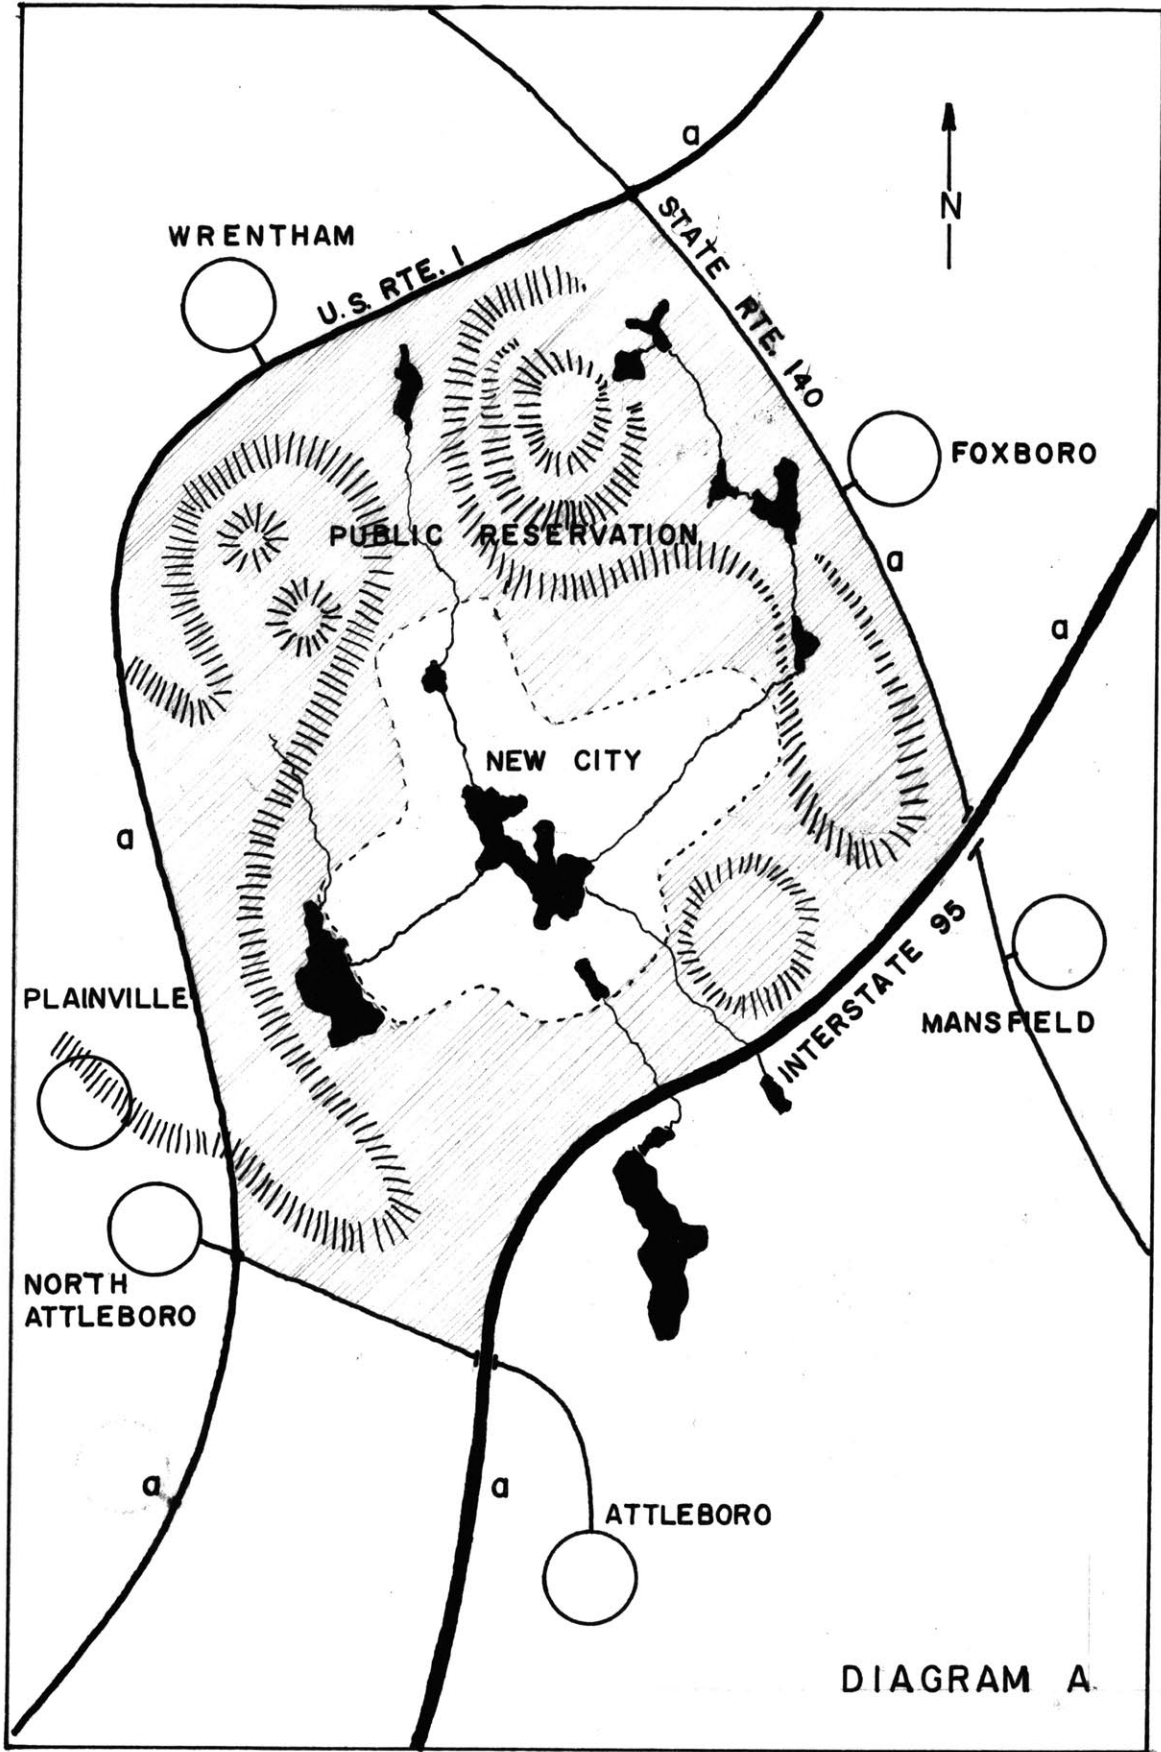 a
N
STATE RTE. 140
WRENTHAM
U.S. RTE. 1
FOXBORO
PUBLIC RESERVATION
a
a
NEW CITY
a
INTERSTATE 95
PLAINVILLE
MANSFIELD
NORTH
ATTLEBORO
a
a
ATTLEBORO
DIAGRAM A